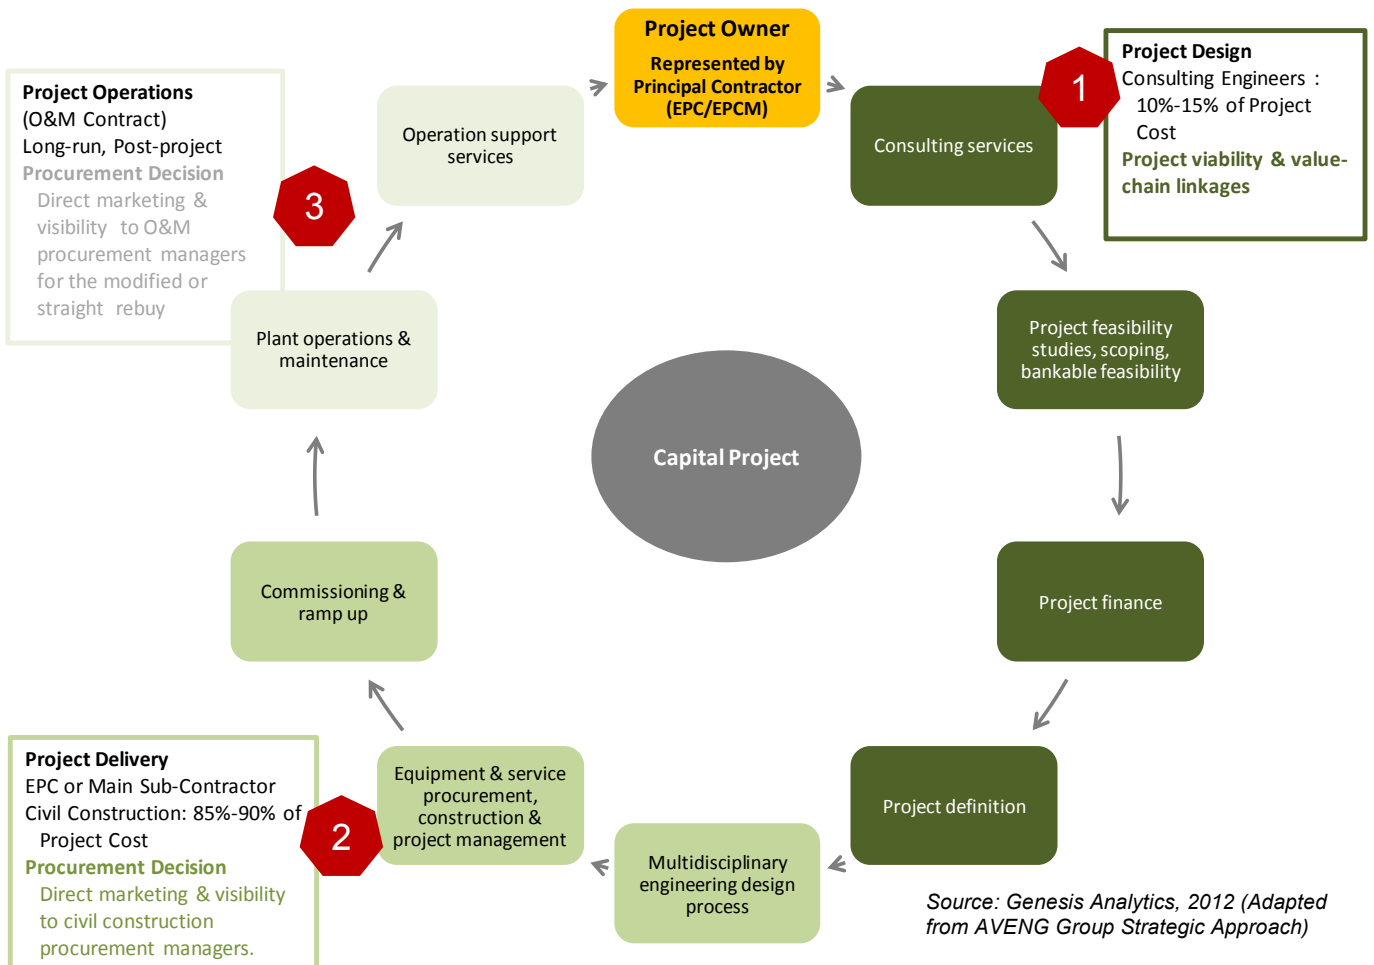 Project Owner
Represented by
Principal Contractor
(EPC/EPCM)
1
Project Design
Consulting Engineers :
10%-15% of Project
Cost
Project viability & value-
chain linkages
Consulting services
Project feasibility
studies, scoping,
bankable feasibility
Project finance
Project definition
Multidisciplinary
engineering design
process
Equipment & service
procurement,
construction &
project management
2
Project Delivery
EPC or Main Sub-Contractor
Civil Construction: 85%-90% of
Project Cost
Procurement Decision
Direct marketing & visibility
to civil construction
procurement managers.
Commissioning &
ramp up
Plant operations &
maintenance
3
Project Operations
(O&M Contract)
Long-run, Post-project
Procurement Decision
Direct marketing &
visibility to O&M
procurement managers
for the modified or
straight rebuy
Operation support
services
Capital Project
Source: Genesis Analytics, 2012 (Adapted
from AVENG Group Strategic Approach)